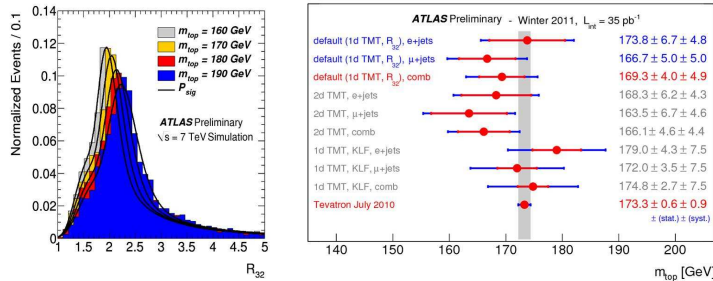 Normalized Events / 0.1
0.14
0.12
0.1
0.08
0.06
0.04
0.02
0
m_top = 160 GeV
m_top = 170 GeV
m_top = 180 GeV
m_top = 190 GeV
P_sig
ATLAS Preliminary
√s = 7 TeV Simulation
1 1.5 2 2.5 3 3.5 4 4.5 5
R_32
ATLAS Preliminary - Winter 2011, L_int = 35 pb⁻¹
default (1d TMT, R_32), e+jets 173.8 ± 6.7 ± 4.8
default (1d TMT, R_32), μ+jets 166.7 ± 5.0 ± 5.0
default (1d TMT, R_32), comb 169.3 ± 4.0 ± 4.9
2d TMT, e+jets 168.3 ± 6.2 ± 4.3
2d TMT, μ+jets 163.5 ± 6.7 ± 4.6
2d TMT, comb 166.1 ± 4.6 ± 4.4
1d TMT, KLF, e+jets 179.0 ± 4.3 ± 7.5
1d TMT, KLF, μ+jets 172.0 ± 3.5 ± 7.5
1d TMT, KLF, comb 174.8 ± 2.7 ± 7.5
Tevatron July 2010 173.3 ± 0.6 ± 0.9
± (stat.) ± (syst.)
140 150 160 170 180 190 200
m_top [GeV]